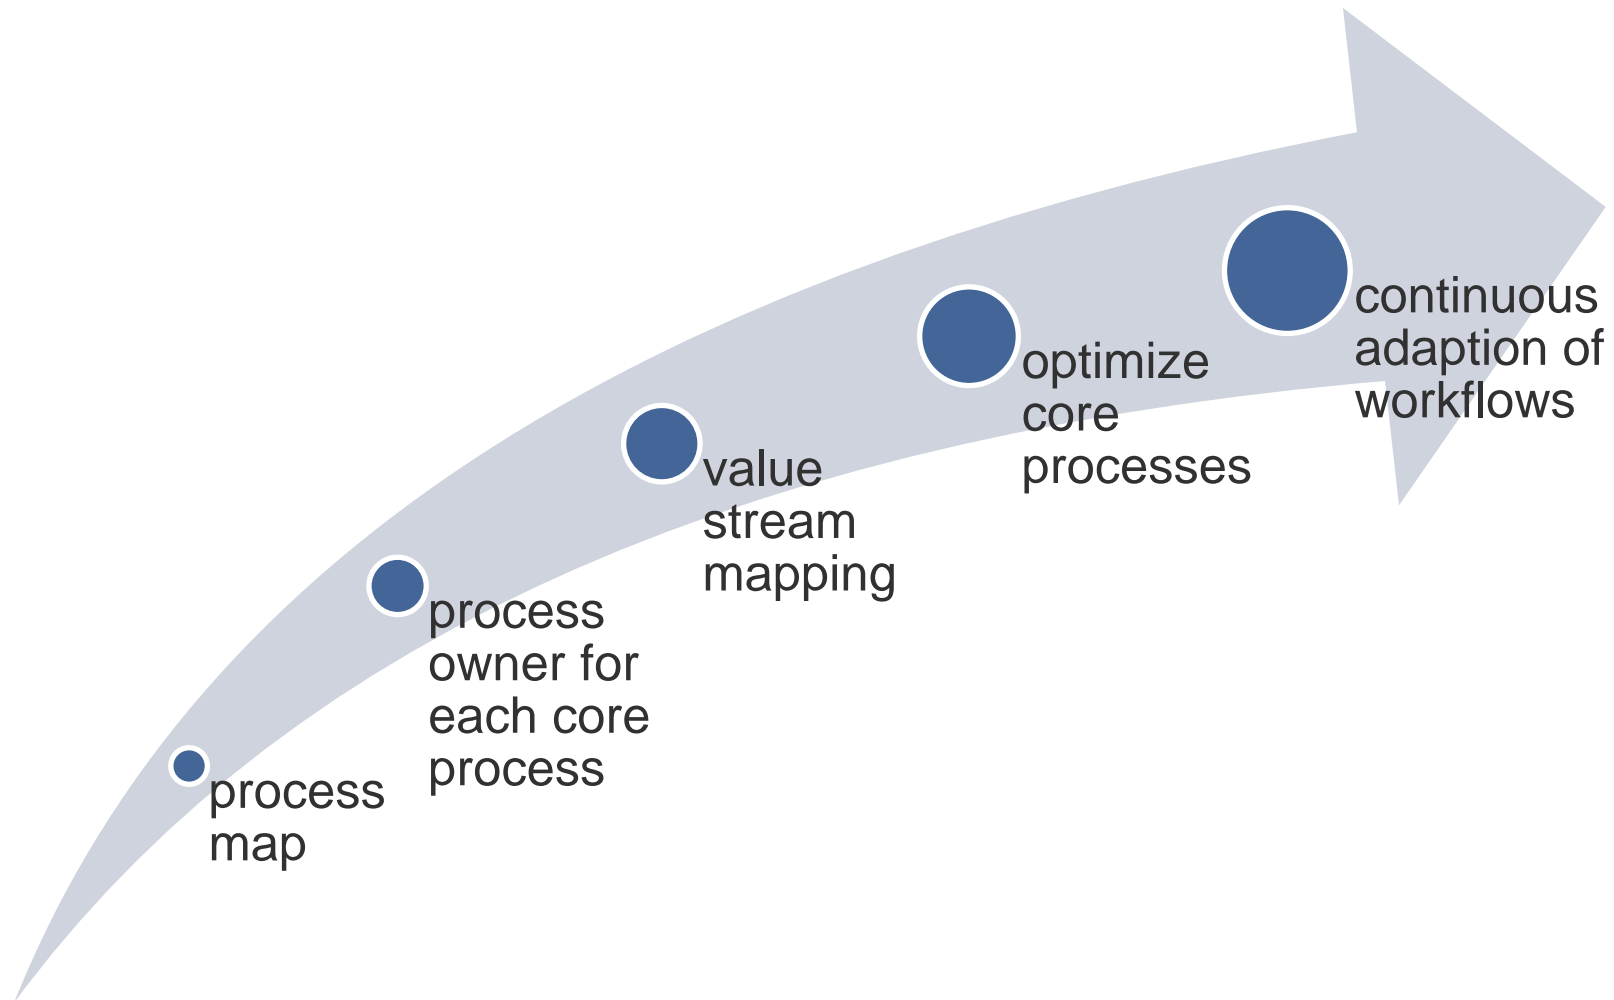 process
map
process
owner for
each core
process
value
stream
mapping
optimize
core
processes
continuous
adaption of
workflows